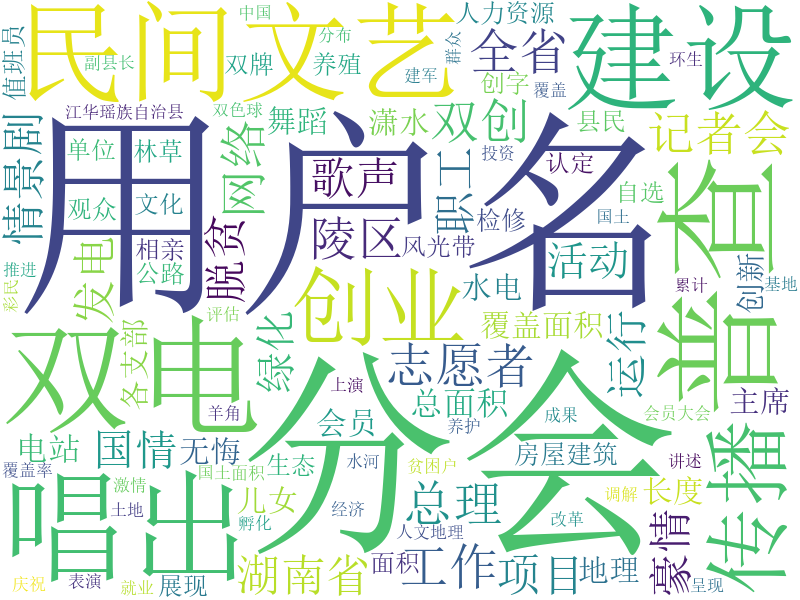 民间文艺
建设
用户名
分会
双电
唱出
普查
传播
创业
志愿者
湖南省
工作
项目
总理
国情
双创
全省
记者会
人力资源
值班员
副县长
中国
分布
双牌
养殖
建军
群众
创字
覆盖
环生
江华瑶族自治县
双色球
舞蹈
潇水
县民
投资
认定
情景剧
单位
林草
网络
歌声
职工
观众
文化
陵区
检修
自选
国土
相亲
脱贫
风光带
活动
发电
公路
水电
累计
创新
基地
推进
彩民
评估
绿化
覆盖面积
运行
各支部
羊角
上演
总面积
成果
会员大会
主席
会员
养护
电站
无悔
房屋建筑
讲述
覆盖率
国土面积
生态
水河
贫困户
长度
激情
儿女
调解
豪情
土地
孵化
经济
人文地理
改革
庆祝
表演
就业
展现
面积
地理
呈现